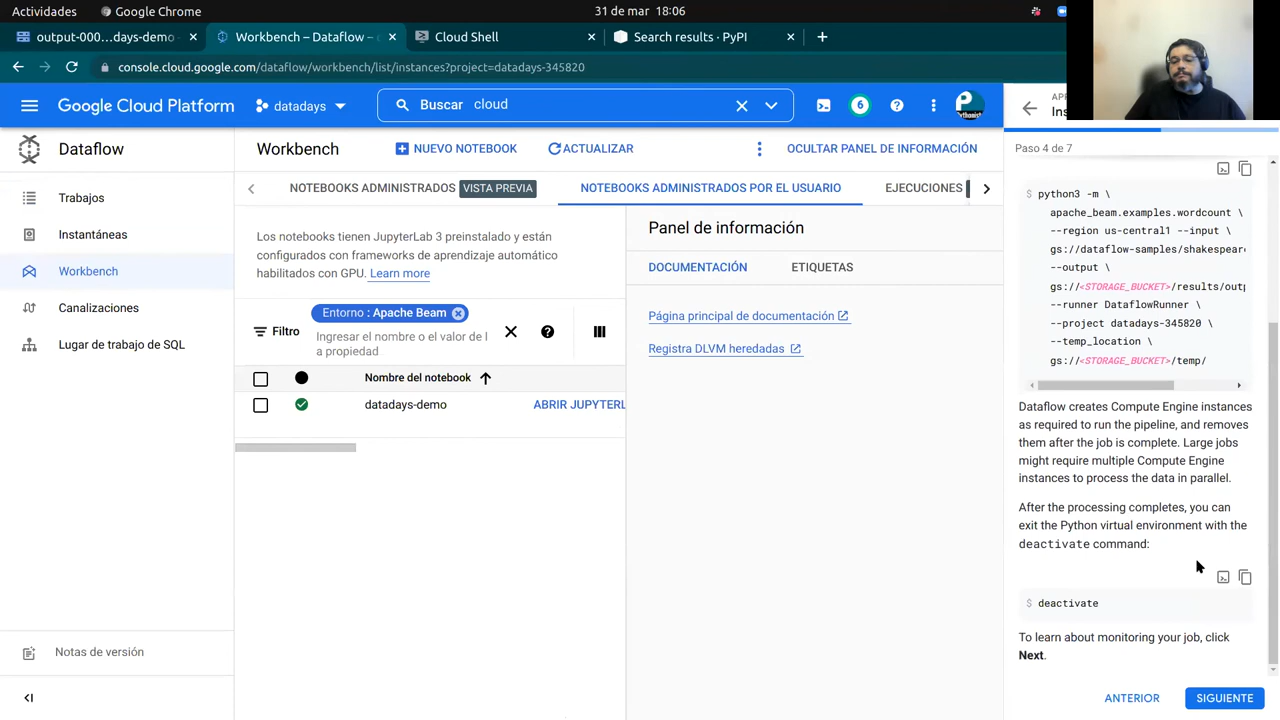 Actividades
Google Chrome
31 de mar 18:06
output-000…days-demo
Workbench – Dataflow –
Cloud Shell
Search results · PyPI
console.cloud.google.com/dataflow/workbench/list/instances?project=datadays-345820
Google Cloud Platform
datadays
Buscar cloud
6
Dataflow
Workbench
NUEVO NOTEBOOK
ACTUALIZAR
OCULTAR PANEL DE INFORMACIÓN
Trabajos
Instantáneas
Workbench
Canalizaciones
Lugar de trabajo de SQL
Notas de versión
NOTEBOOKS ADMINISTRADOS VISTA PREVIA
NOTEBOOKS ADMINISTRADOS POR EL USUARIO
EJECUCIONES
Los notebooks tienen JupyterLab 3 preinstalado y están
configurados con frameworks de aprendizaje automático
habilitados con GPU. Learn more
Filtro
Entorno : Apache Beam
Ingresar el nombre o el valor de l
a propiedad
Nombre del notebook
datadays-demo
ABRIR JUPYTERL
Panel de información
DOCUMENTACIÓN
ETIQUETAS
Página principal de documentación
Registra DLVM heredadas
Paso 4 de 7
$ python3 -m \
apache_beam.examples.wordcount \
--region us-central1 --input \
gs://dataflow-samples/shakespear
--output \
gs://<STORAGE_BUCKET>/results/out
--runner DataflowRunner \
--project datadays-345820 \
--temp_location \
gs://<STORAGE_BUCKET>/temp/
Dataflow creates Compute Engine instances
as required to run the pipeline, and removes
them after the job is complete. Large jobs
might require multiple Compute Engine
instances to process the data in parallel.
After the processing completes, you can
exit the Python virtual environment with the
deactivate command:
$ deactivate
To learn about monitoring your job, click
Next.
ANTERIOR
SIGUIENTE